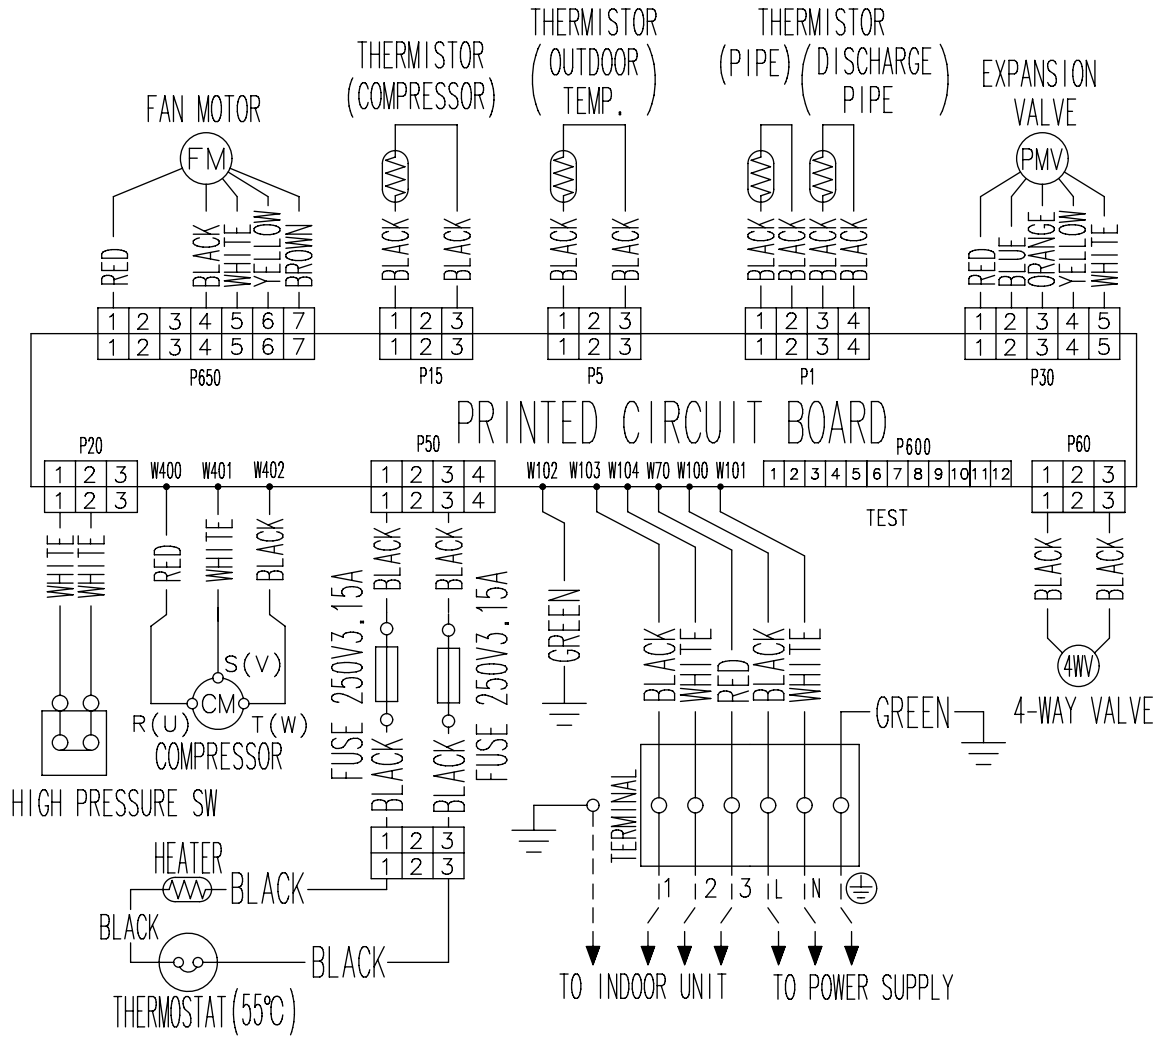 THERMISTOR
(OUTDOOR TEMP.)
THERMISTOR
(PIPE) (DISCHARGE PIPE)
THERMISTOR
(COMPRESSOR)
EXPANSION
VALVE
FAN MOTOR
FM
PMV
RED BLACK WHITE YELLOW BROWN
BLACK BLACK
BLACK BLACK
BLACK BLACK BLACK BLACK
RED BLUE ORANGE YELLOW WHITE
1 2 3 4 5 6 7
1 2 3 4 5 6 7
P650
1 2 3
1 2 3
P15
1 2 3
1 2 3
P5
1 2 3 4
1 2 3 4
P1
1 2 3 4 5
1 2 3 4 5
P30
PRINTED CIRCUIT BOARD
P20
1 2 3
1 2 3
W400 W401 W402
P50
1 2 3 4
1 2 3 4
W102 W103 W104 W70 W100 W101
P600
1 2 3 4 5 6 7 8 9 10 11 12
TEST
P60
1 2 3
1 2 3
WHITE WHITE
RED WHITE BLACK
BLACK BLACK
GREEN
BLACK WHITE RED BLACK WHITE
BLACK BLACK
FUSE 250V3.15A
FUSE 250V3.15A
BLACK BLACK
S(V)
CM
R(U) T(W)
COMPRESSOR
HIGH PRESSURE SW
4WV
4-WAY VALVE
GREEN
TERMINAL
1 2 3
1 2 3
HEATER
BLACK
BLACK
BLACK
THERMOSTAT(55℃)
1 2 3 L N
TO INDOOR UNIT
TO POWER SUPPLY